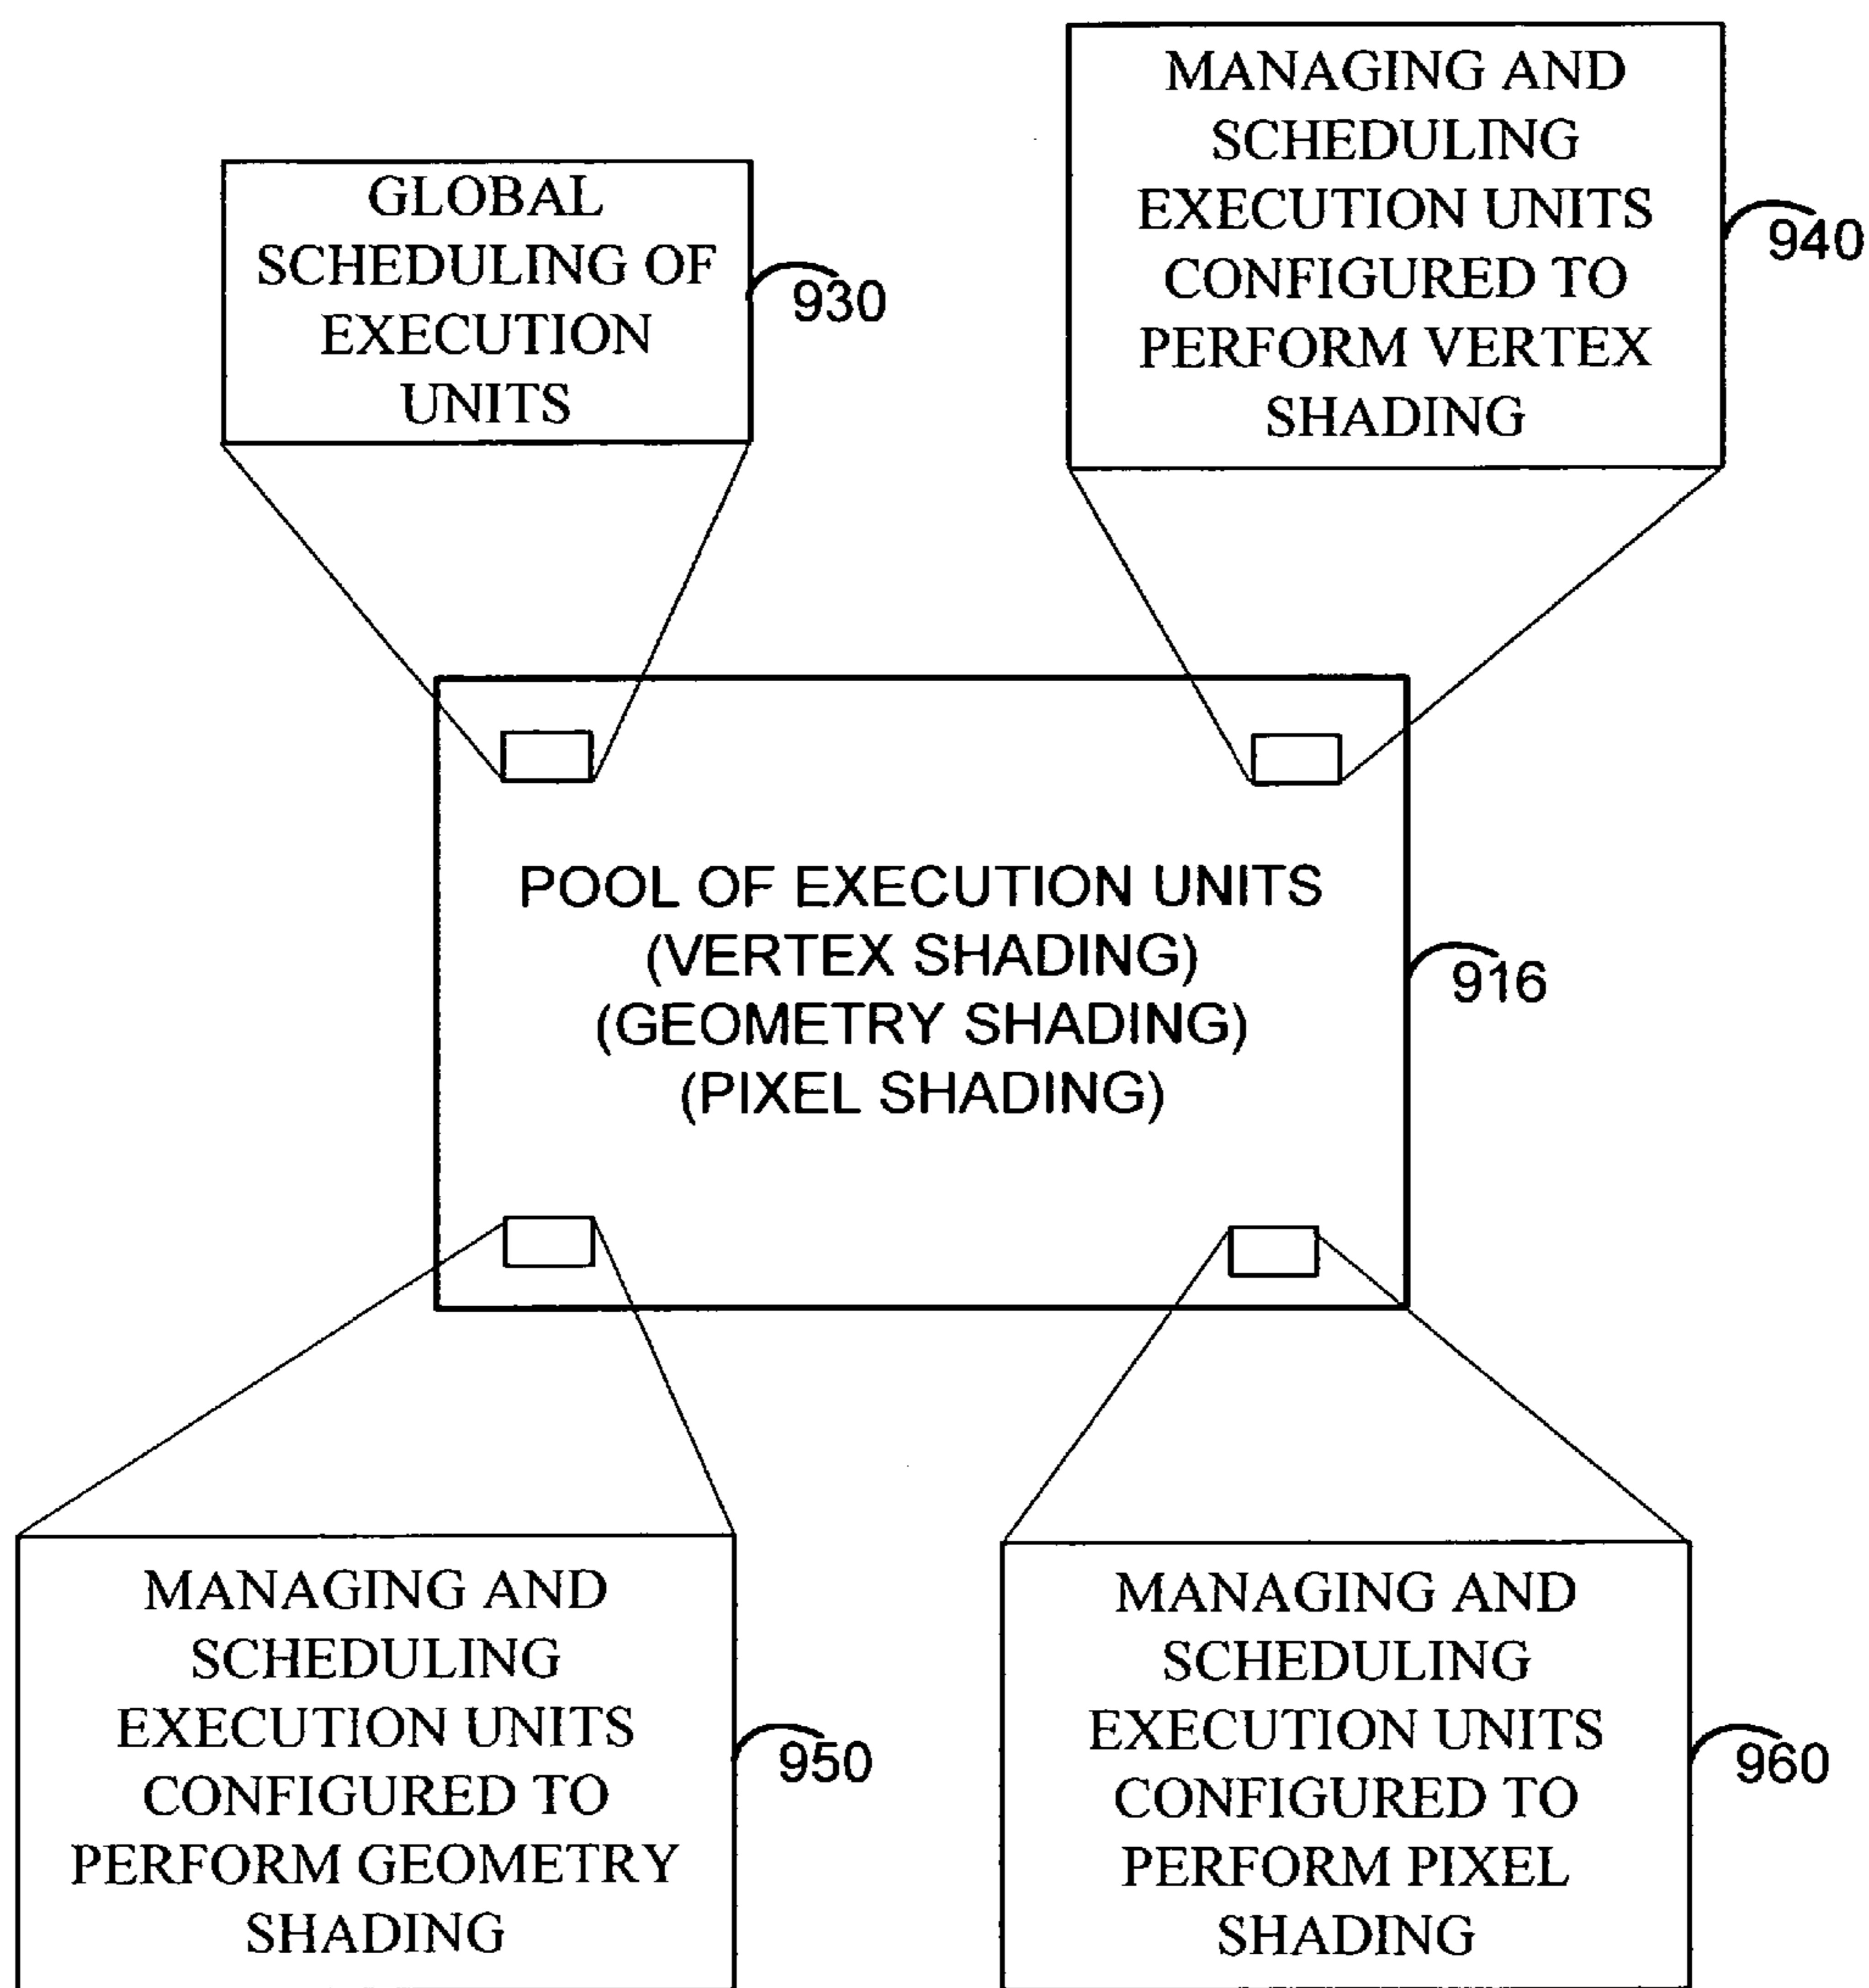 GLOBAL
SCHEDULING OF
EXECUTION
UNITS
930
MANAGING AND
SCHEDULING
EXECUTION UNITS
CONFIGURED TO
PERFORM VERTEX
SHADING
940
POOL OF EXECUTION UNITS
(VERTEX SHADING)
(GEOMETRY SHADING)
(PIXEL SHADING)
916
MANAGING AND
SCHEDULING
EXECUTION UNITS
CONFIGURED TO
PERFORM GEOMETRY
SHADING
950
MANAGING AND
SCHEDULING
EXECUTION UNITS
CONFIGURED TO
PERFORM PIXEL
SHADING
960